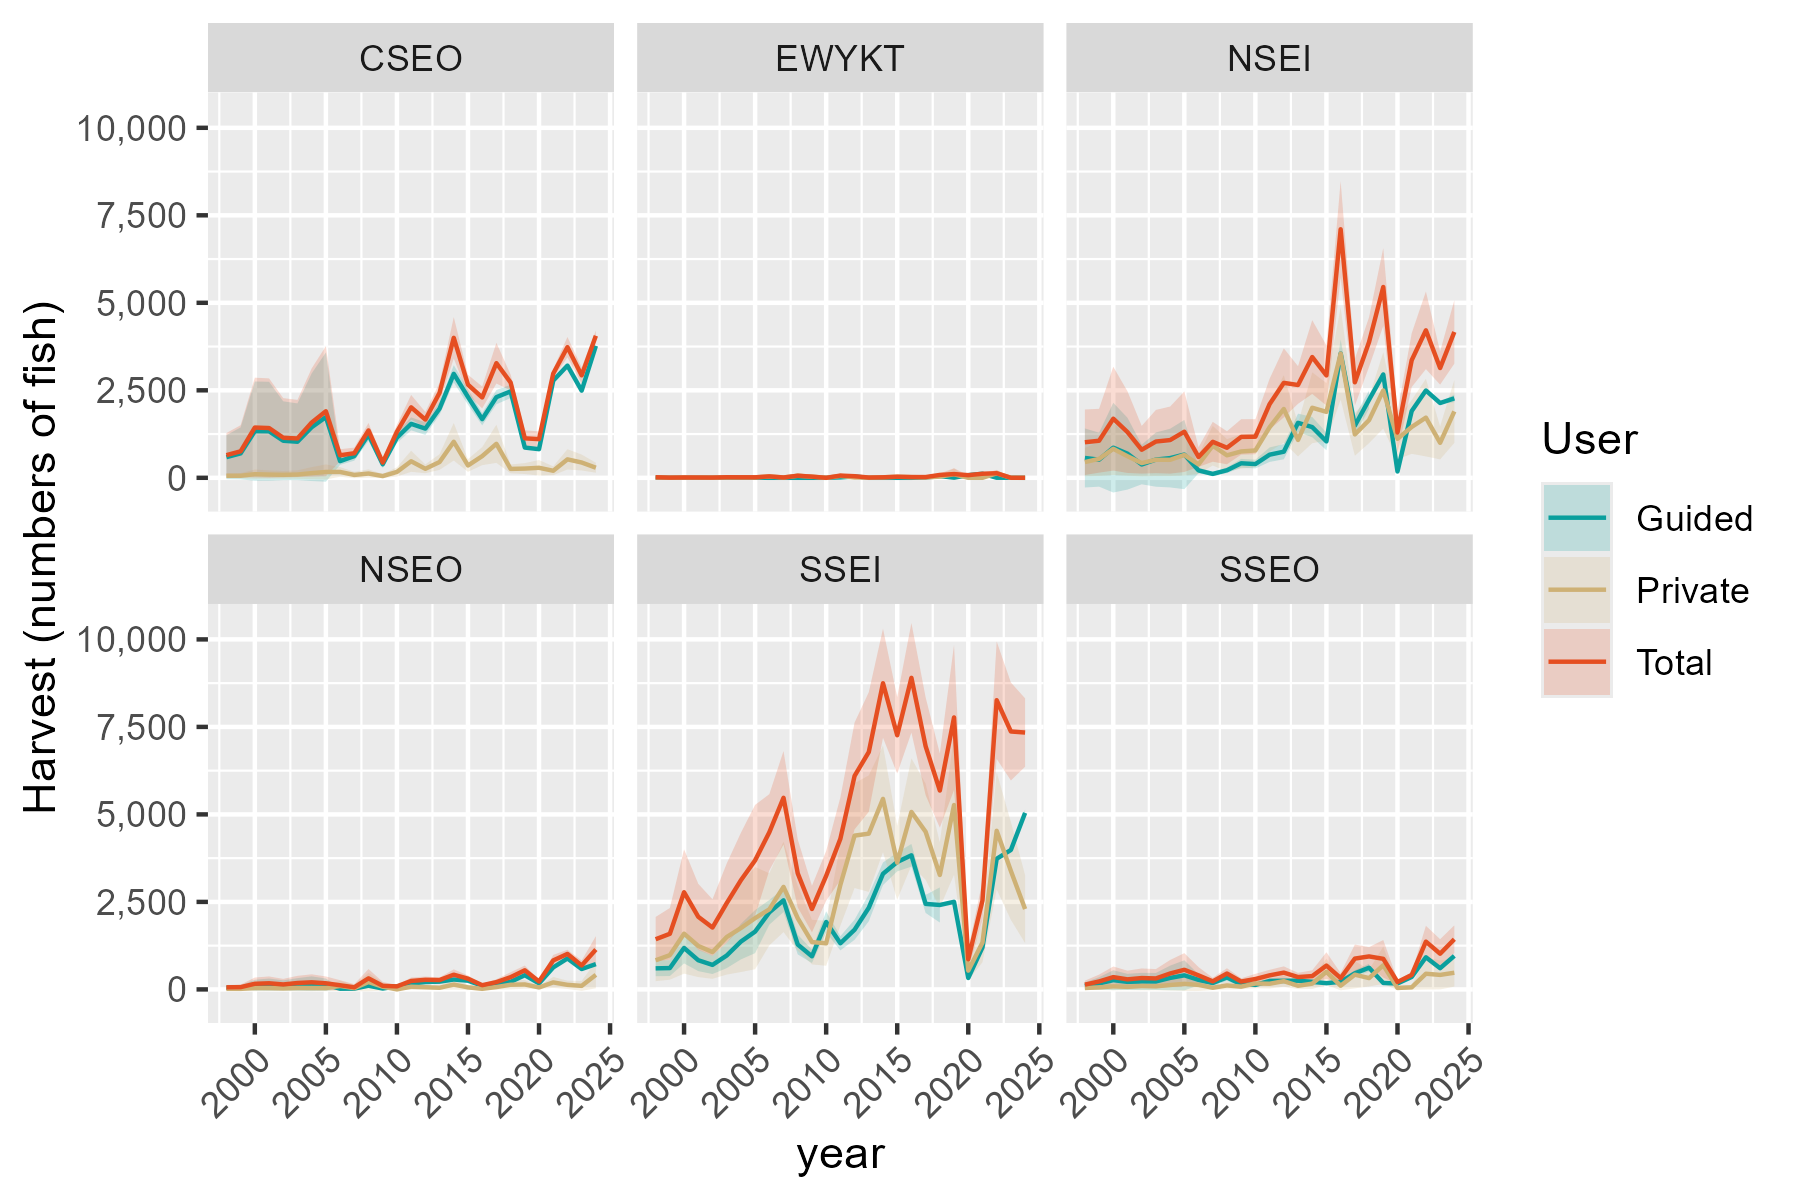 CSEO EWYKT NSEI
10,000
7,500
5,000
2,500
0
NSEO SSEI SSEO
10,000
7,500
5,000
2,500
0
2000 2005 2010 2015 2020 2025 2000 2005 2010 2015 2020 2025 2000 2005 2010 2015 2020 2025
year
Harvest (numbers of fish)
User
Guided
Private
Total